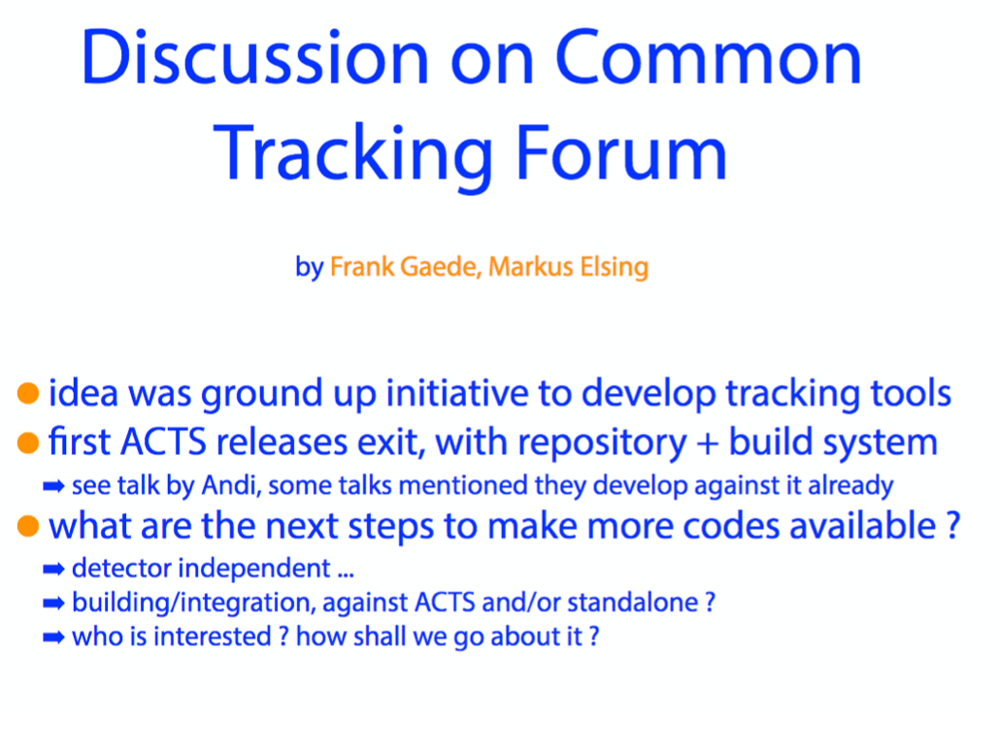 Discussion on Common
Tracking Forum
by Frank Gaede, Markus Elsing
● idea was ground up initiative to develop tracking tools
● first ACTS releases exit, with repository + build system
➡ see talk by Andi, some talks mentioned they develop against it already
● what are the next steps to make more codes available ?
➡ detector independent ...
➡ building/integration, against ACTS and/or standalone ?
➡ who is interested ? how shall we go about it ?